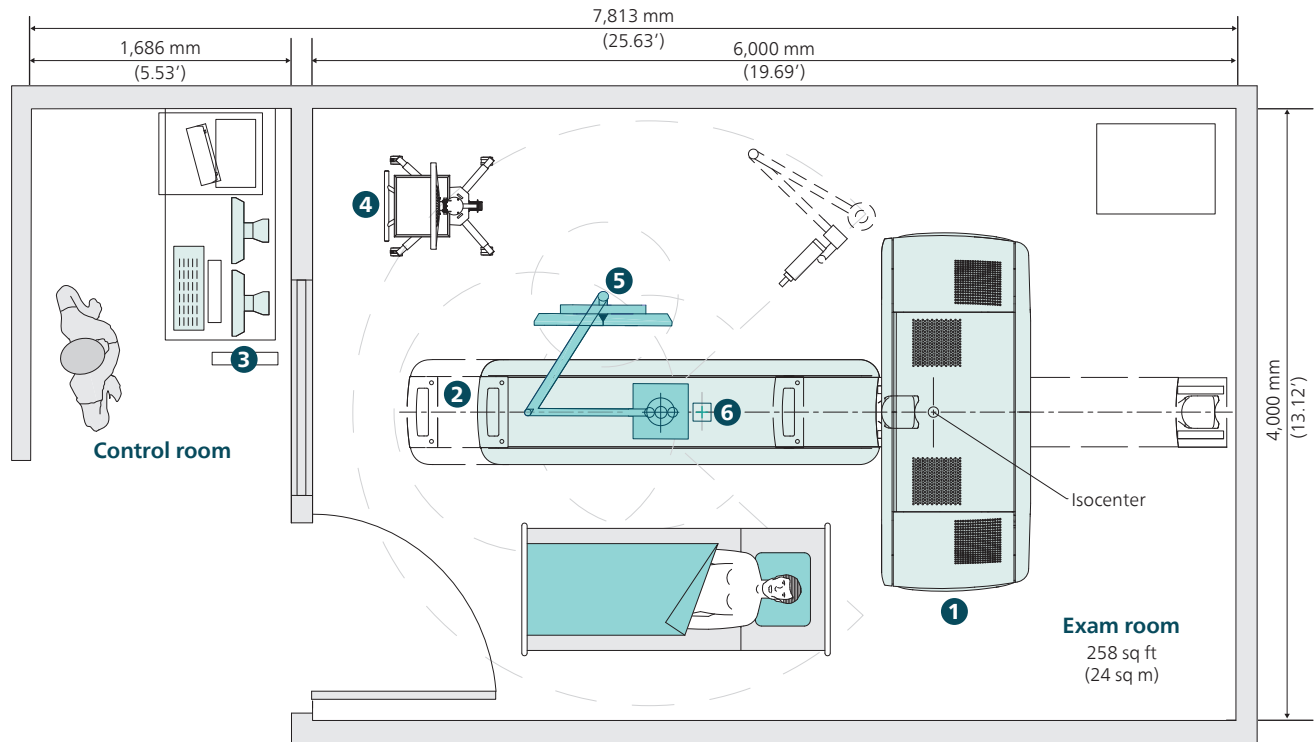 7,813 mm
(25.63’)
1,686 mm
(5.53’)
6,000 mm
(19.69’)
4
5
3
2
6
4,000 mm
(13.12’)
Control room
Isocenter
1
Exam room
258 sq ft
(24 sq m)